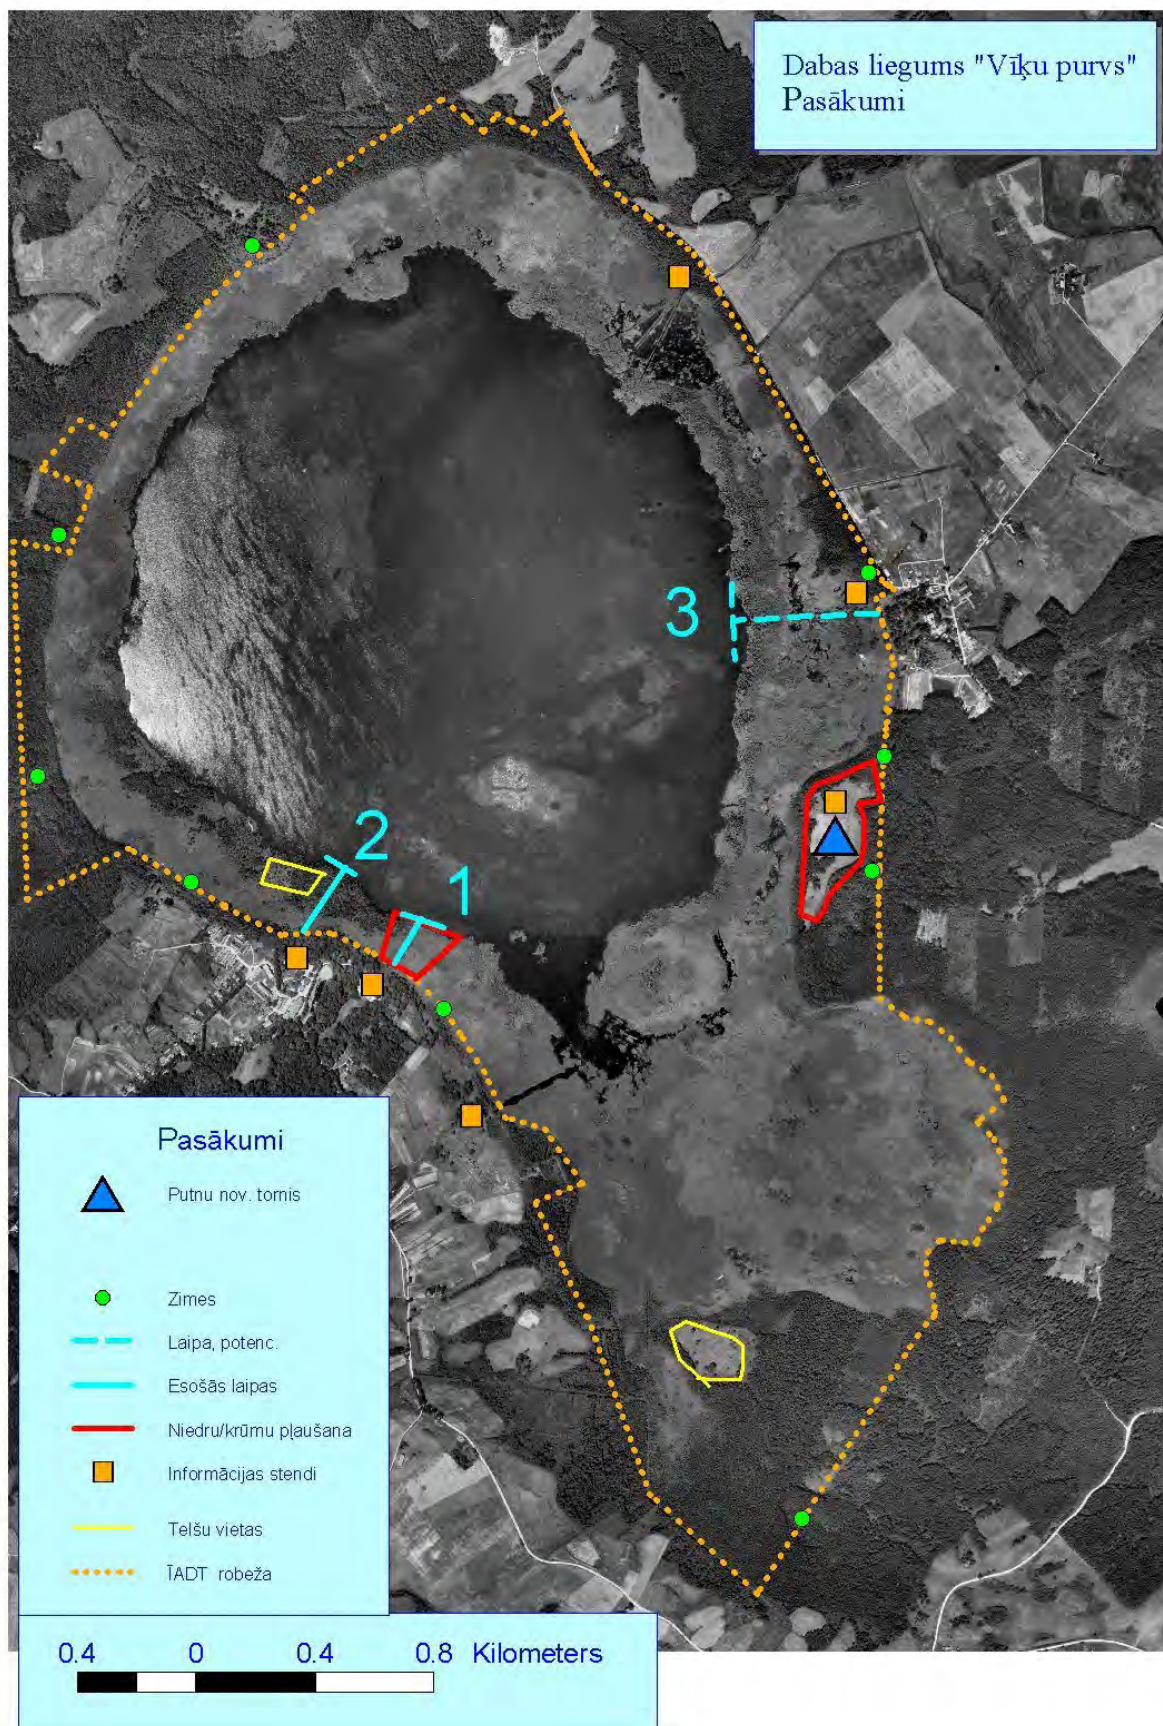 Dabas liegums "Vīķu purvs"
Pasākumi
3
2
1
Pasākumi
Putnu nov. tornis
Zimes
Laipa, potenc.
Esošās laipas
Niedru/krūmu pļaušana
Informācijas stendi
Telšu vietas
ĪADT robeža
0.4 0 0.4 0.8 Kilometers